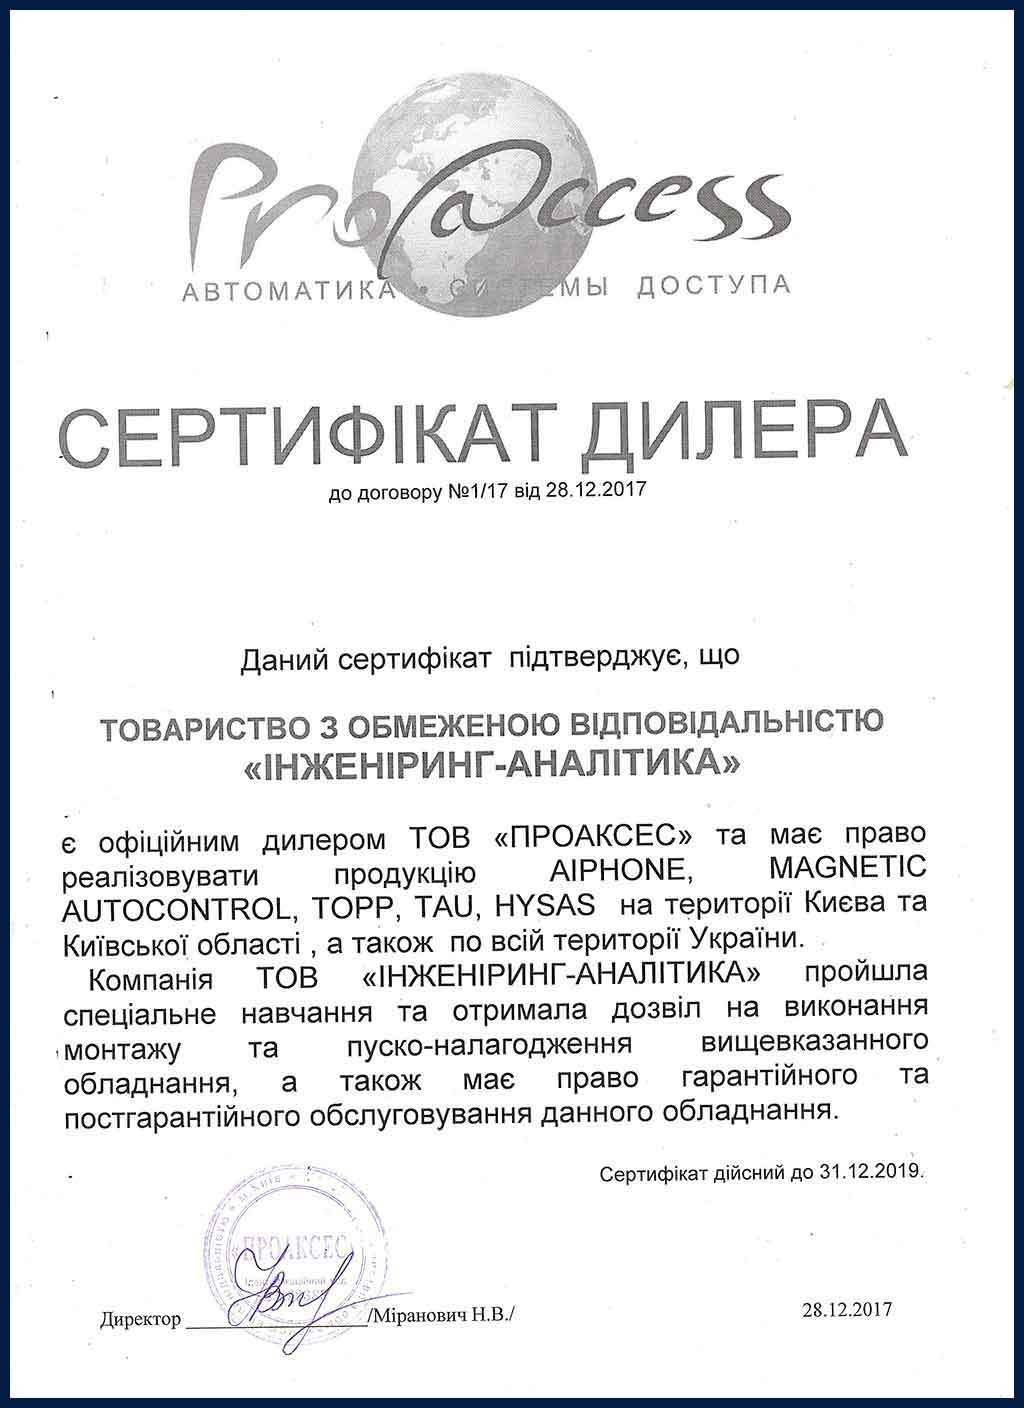 Pro@ccess
АВТОМАТИКА • СИСТЕМЫ ДОСТУПА
СЕРТИФІКАТ ДИЛЕРА
до договору №1/17 від 28.12.2017
Даний сертифікат підтверджує, що
ТОВАРИСТВО З ОБМЕЖЕНОЮ ВІДПОВІДАЛЬНІСТЮ
«ІНЖЕНІРИНГ-АНАЛІТИКА»
є офіційним дилером ТОВ «ПРОАКСЕС» та має право
реалізовувати продукцію AIPHONE, MAGNETIC
AUTOCONTROL, TOPP, TAU, HYSAS на території Києва та
Київської області , а також по всій території України.
Компанія ТОВ «ІНЖЕНІРИНГ-АНАЛІТИКА» пройшла
спеціальне навчання та отримала дозвіл на виконання
монтажу та пуско-налагодження вищевказанного
обладнання, а також має право гарантійного та
постгарантійного обслуговування данного обладнання.
Сертифікат дійсний до 31.12.2019.
м.Київ
ПРОАКСЕС
Директор /Міранович Н.В./
28.12.2017